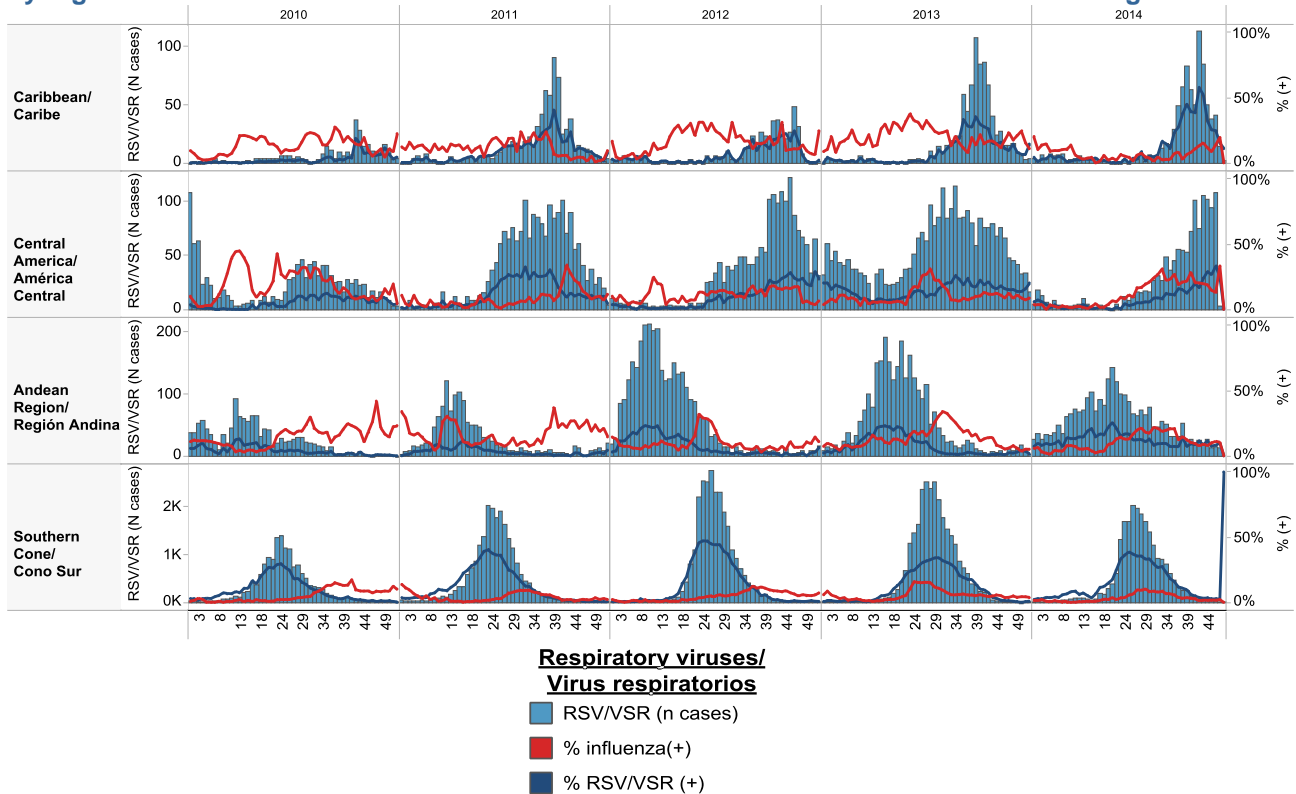 2010 2011 2012 2013 2014
Caribbean/
Caribe
RSV/VSR (N cases)
100
50
0
100%
50%
0%
% (+)
Central
America/
América
Central
RSV/VSR (N cases)
100
50
0
100%
50%
0%
% (+)
Andean
Region/
Región Andina
RSV/VSR (N cases)
200
100
0
100%
50%
0%
% (+)
Southern
Cone/
Cono Sur
RSV/VSR (N cases)
2K
1K
0K
100%
50%
0%
% (+)
3 8 13 18 24 29 34 39 44 49 3 8 13 18 24 29 34 39 44 49 3 8 13 18 24 29 34 39 44 49 3 8 13 18 24 29 34 39 44 49 3 8 13 18 24 29 34 39 44
Respiratory viruses/
Virus respiratorios
RSV/VSR (n cases)
% influenza(+)
% RSV/VSR (+)